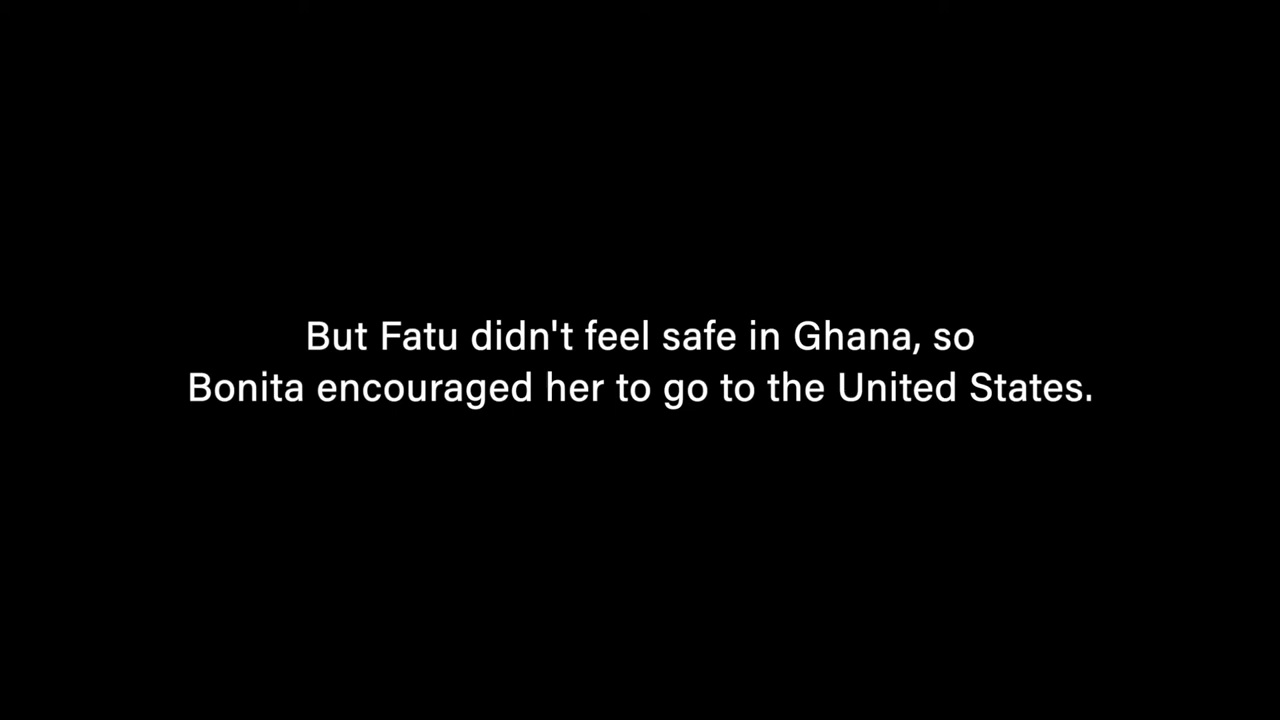 But Fatu didn't feel safe in Ghana, so
Bonita encouraged her to go to the United States.